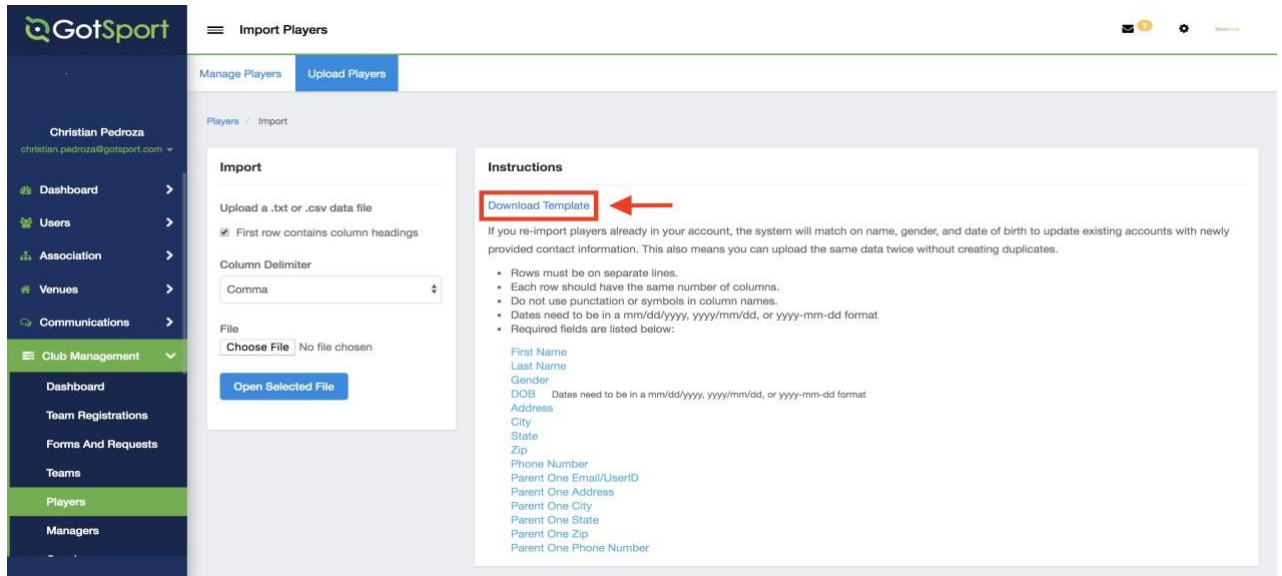 GotSport
Import Players
Manage Players
Upload Players
Christian Pedroza
christian.pedroza@gotsport.com
Players / Import
Dashboard
Users
Association
Venues
Communications
Club Management
Dashboard
Team Registrations
Forms And Requests
Teams
Players
Managers
Import
Upload a .txt or .csv data file
First row contains column headings
Column Delimiter
Comma
File
Choose File No file chosen
Open Selected File
Instructions
Download Template
If you re-import players already in your account, the system will match on name, gender, and date of birth to update existing accounts with newly
provided contact information. This also means you can upload the same data twice without creating duplicates.
• Rows must be on separate lines.
• Each row should have the same number of columns.
• Do not use punctation or symbols in column names.
• Dates need to be in a mm/dd/yyyy, yyyy/mm/dd, or yyyy-mm-dd format
• Required fields are listed below:
First Name
Last Name
Gender
DOB Dates need to be in a mm/dd/yyyy, yyyy/mm/dd, or yyyy-mm-dd format
Address
City
State
Zip
Phone Number
Parent One Email/UserID
Parent One Address
Parent One City
Parent One State
Parent One Zip
Parent One Phone Number